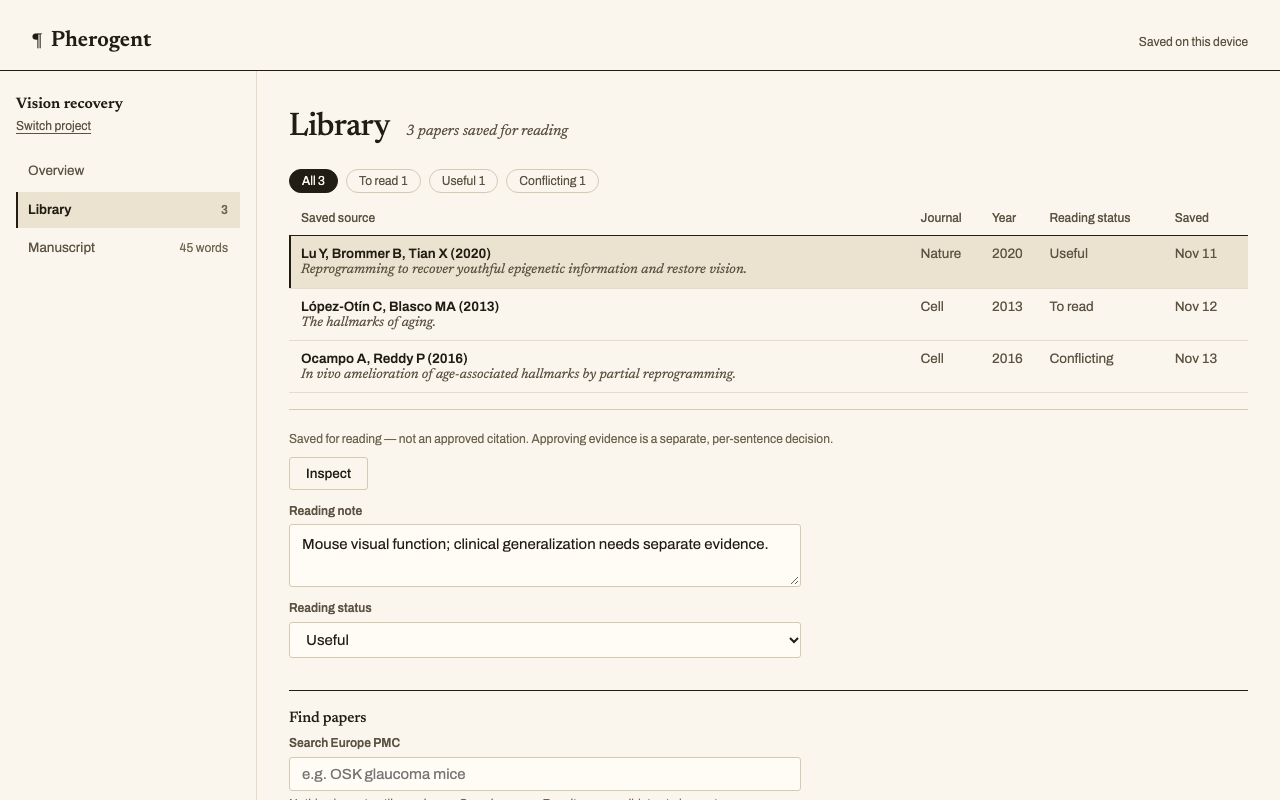 ¶ Pherogent
Saved on this device
Vision recovery
Switch project
Overview
Library 3
Manuscript 45 words
Library 3 papers saved for reading
All 3 To read 1 Useful 1 Conflicting 1
Saved source Journal Year Reading status Saved
Lu Y, Brommer B, Tian X (2020) Nature 2020 Useful Nov 11
Reprogramming to recover youthful epigenetic information and restore vision.
López-Otín C, Blasco MA (2013) Cell 2013 To read Nov 12
The hallmarks of aging.
Ocampo A, Reddy P (2016) Cell 2016 Conflicting Nov 13
In vivo amelioration of age-associated hallmarks by partial reprogramming.
Saved for reading — not an approved citation. Approving evidence is a separate, per-sentence decision.
Inspect
Reading note
Mouse visual function; clinical generalization needs separate evidence.
Reading status
Useful
Find papers
Search Europe PMC
e.g. OSK glaucoma mice